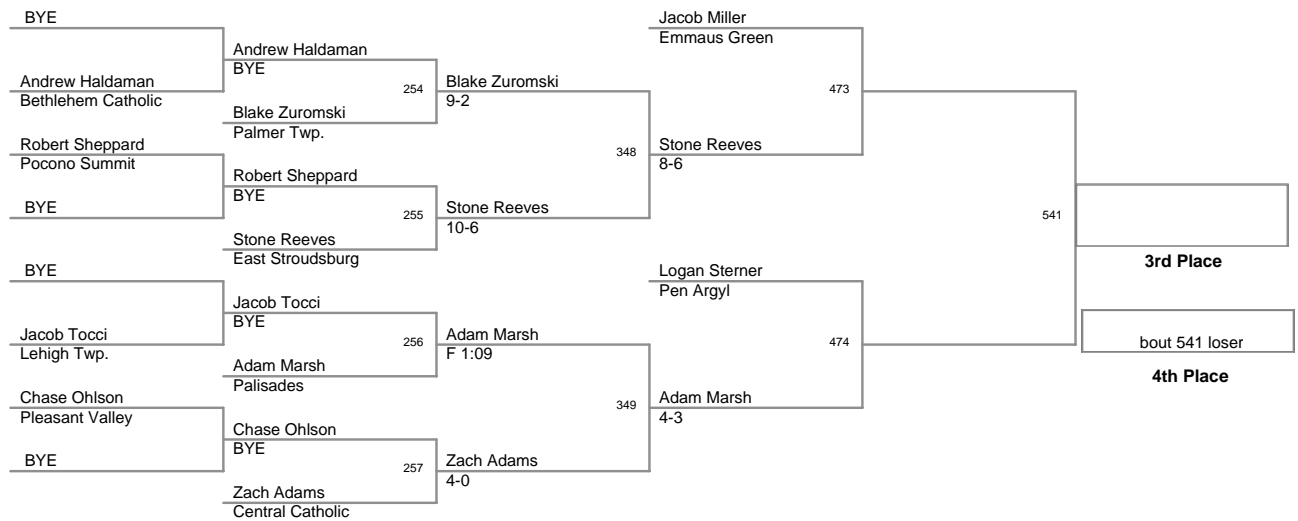 BYE
Andrew Haldaman
Bethlehem Catholic
Robert Sheppard
Pocono Summit
BYE
BYE
Jacob Tocci
Lehigh Twp.
Chase Ohlson
Pleasant Valley
BYE
Andrew Haldaman
BYE
254
Blake Zuromski
Palmer Twp.
Robert Sheppard
BYE
255
Stone Reeves
East Stroudsburg
Jacob Tocci
BYE
256
Adam Marsh
Palisades
Chase Ohlson
BYE
257
Zach Adams
Central Catholic
Blake Zuromski
9-2
348
Stone Reeves
10-6
Adam Marsh
F 1:09
349
Zach Adams
4-0
Jacob Miller
Emmaus Green
473
Stone Reeves
8-6
Logan Sterner
Pen Argyl
474
Adam Marsh
4-3
541
3rd Place
bout 541 loser
4th Place